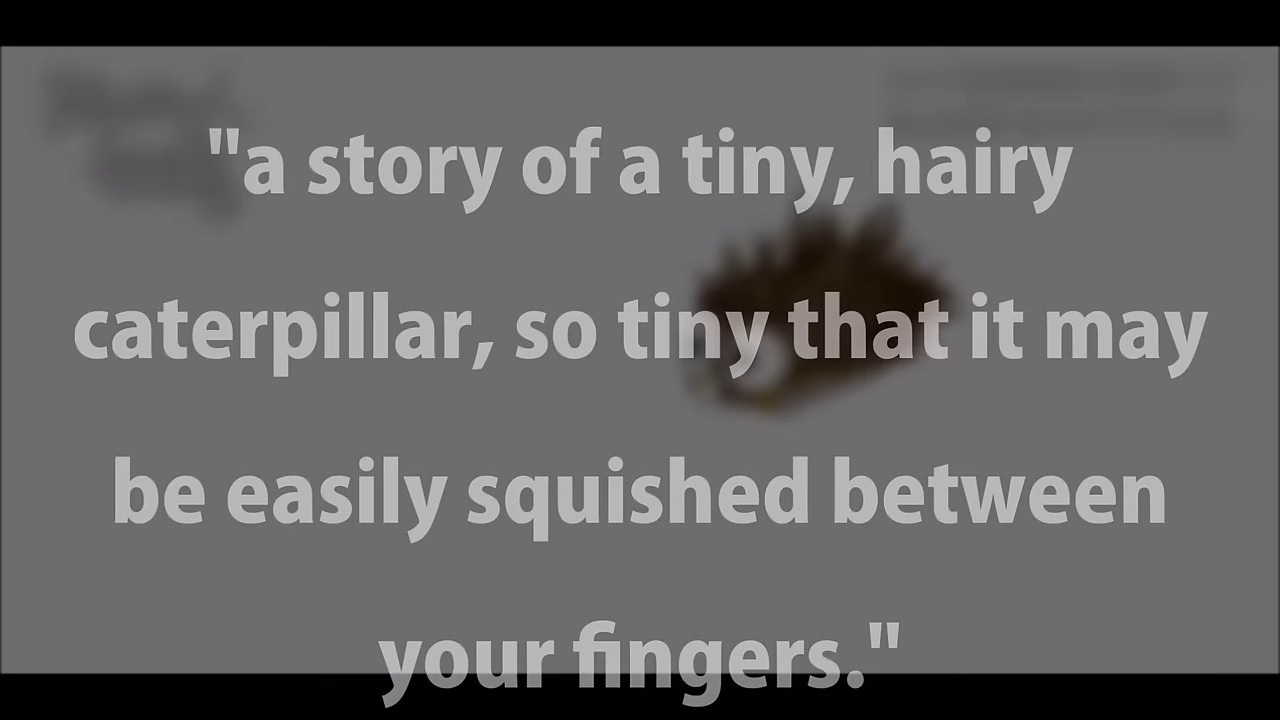 "a story of a tiny, hairy
caterpillar, so tiny that it may
be easily squished between
your fingers."